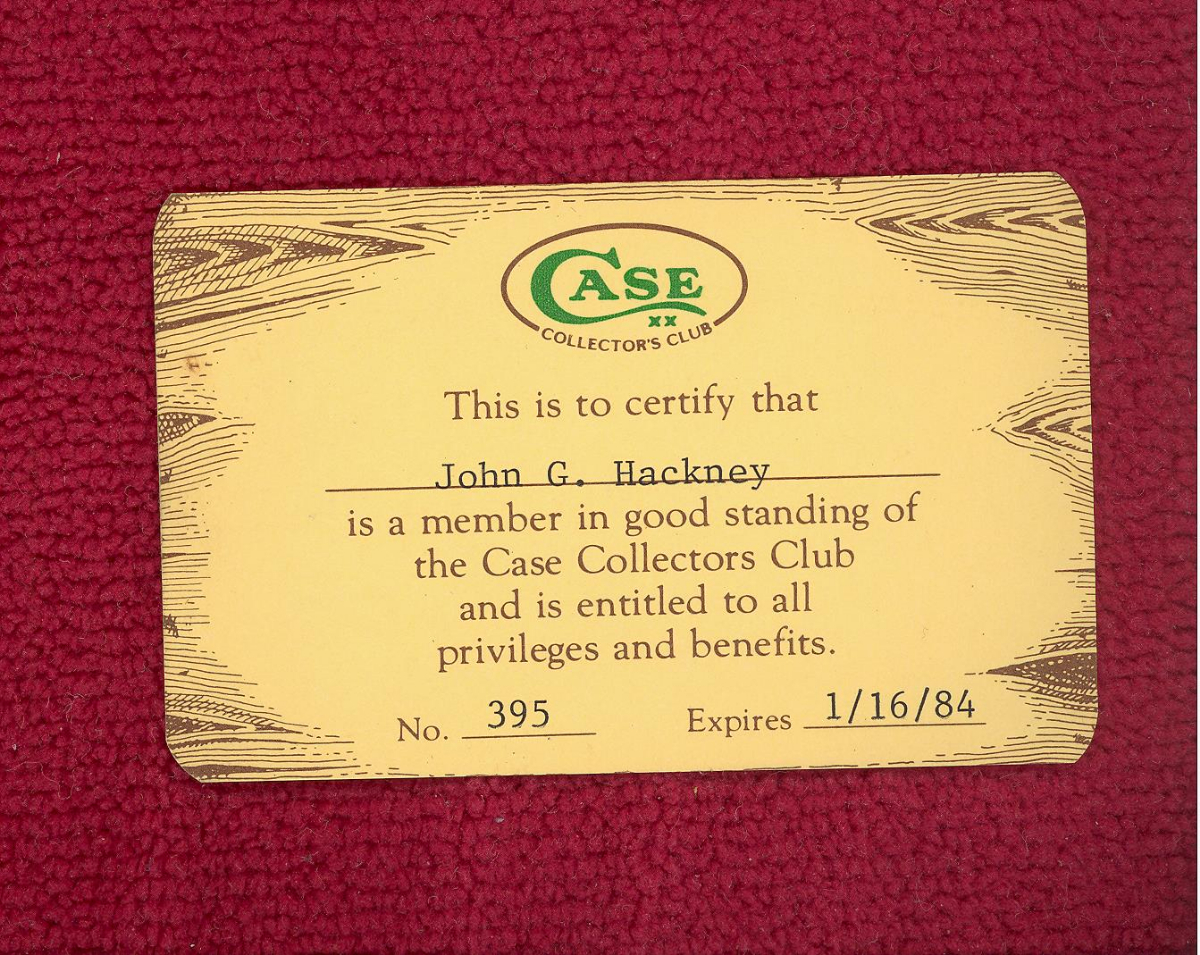 CASE
XX
COLLECTOR'S CLUB
This is to certify that
John G. Hackney
is a member in good standing of
the Case Collectors Club
and is entitled to all
privileges and benefits.
No. 395 Expires 1/16/84